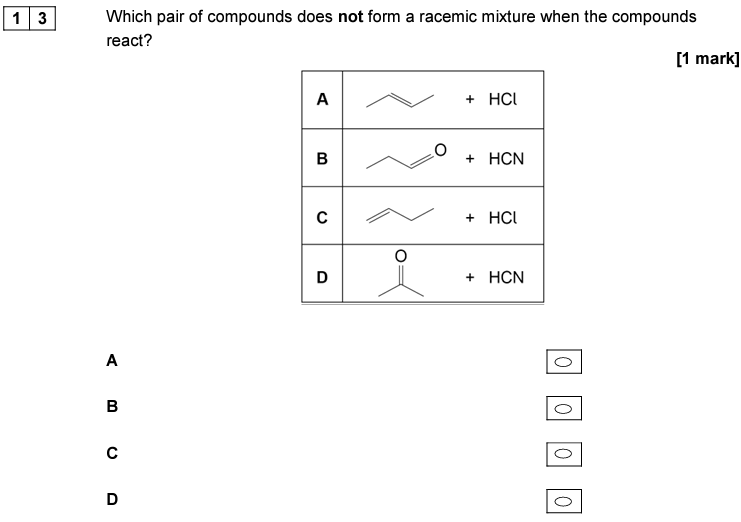 1 3 Which pair of compounds does not form a racemic mixture when the compounds
react?
[1 mark]
A + HCl
B O + HCN
C + HCl
O
D + HCN
A
B
C
D